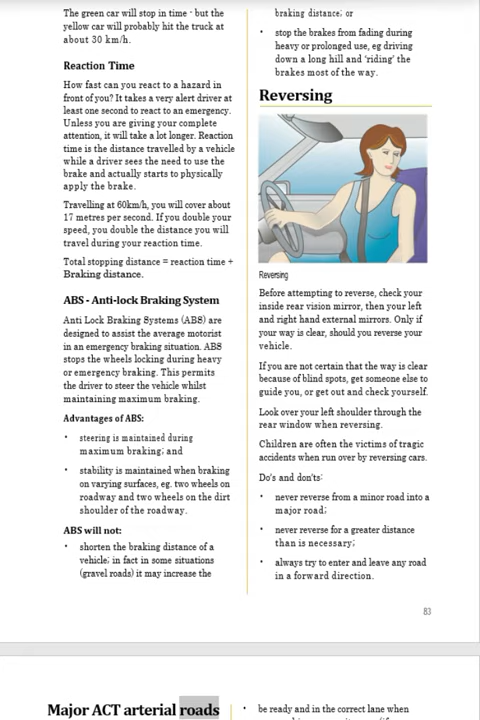 The green car will stop in time - but the
yellow car will probably hit the truck at
about 30 km/h.
Reaction Time
How fast can you react to a hazard in
front of you? It takes a very alert driver at
least one second to react to an emergency.
Unless you are giving your complete
attention, it will take a lot longer. Reaction
time is the distance travelled by a vehicle
while a driver sees the need to use the
brake and actually starts to physically
apply the brake.
Travelling at 60km/h, you will cover about
17 metres per second. If you double your
speed, you double the distance you will
travel during your reaction time.
Total stopping distance = reaction time +
Braking distance.
ABS - Anti-lock Braking System
Anti Lock Braking Systems (ABS) are
designed to assist the average motorist
in an emergency braking situation. ABS
stops the wheels locking during heavy
or emergency braking. This permits
the driver to steer the vehicle whilst
maintaining maximum braking.
Advantages of ABS:
• steering is maintained during
maximum braking; and
• stability is maintained when braking
on varying surfaces, eg. two wheels on
roadway and two wheels on the dirt
shoulder of the roadway.
ABS will not:
• shorten the braking distance of a
vehicle; in fact in some situations
(gravel roads) it may increase the
braking distance; or
• stop the brakes from fading during
heavy or prolonged use, eg driving
down a long hill and 'riding' the
brakes most of the way.
Reversing
Reversing
Before attempting to reverse, check your
inside rear vision mirror, then your left
and right hand external mirrors. Only if
your way is clear, should you reverse your
vehicle.
If you are not certain that the way is clear
because of blind spots, get someone else to
guide you, or get out and check yourself.
Look over your left shoulder through the
rear window when reversing.
Children are often the victims of tragic
accidents when run over by reversing cars.
Do's and don'ts:
• never reverse from a minor road into a
major road;
• never reverse for a greater distance
than is necessary;
• always try to enter and leave any road
in a forward direction.
83
Major ACT arterial roads
• be ready and in the correct lane when